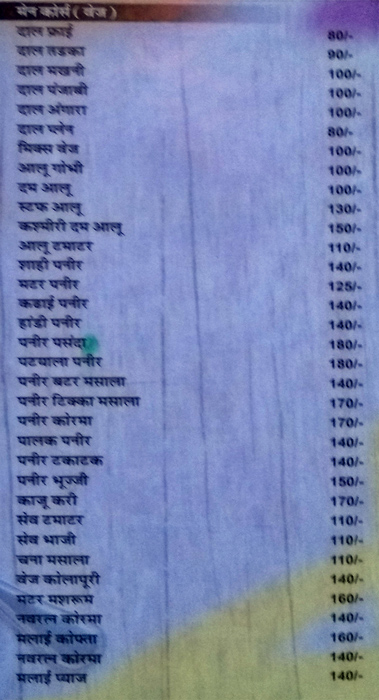 मेन कोर्स ( वेज )
दाल फ्राई 80/-
दाल तडका 90/-
दाल मखनी 100/-
दाल पंजाबी 100/-
दाल अंगारा 100/-
दाल प्लेन 80/-
मिक्स वेज 100/-
आलू गोभी 100/-
दम आलू 100/-
स्टफ आलू 130/-
कश्मीरी दम आलू 150/-
आलू टमाटर 110/-
शाही पनीर 140/-
मटर पनीर 125/-
कढाई पनीर 140/-
हांडी पनीर 140/-
पनीर पसंदा 180/-
पटयाला पनीर 180/-
पनीर बटर मसाला 140/-
पनीर टिक्का मसाला 170/-
पनीर कोरमा 170/-
पालक पनीर 140/-
पनीर टकाटक 140/-
पनीर भूज्जी 150/-
काजू करी 170/-
सेव टमाटर 110/-
सेव भाजी 110/-
चना मसाला 110/-
वेज कोलापूरी 140/-
मटर मशरूम 160/-
नवरत्न कोरमा 140/-
मलाई कोफ्ता 160/-
नवरत्न कोरमा 140/-
मलाई प्याज 140/-